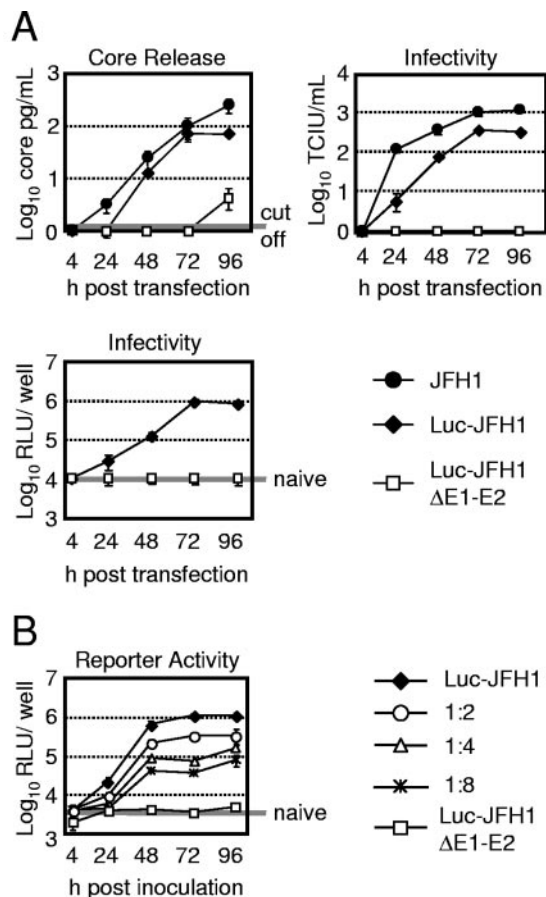 A
Core Release
Log10 core pg/mL
3
2
1
0
cut
off
4 24 48 72 96
h post transfection
Infectivity
Log10 TCIU/mL
4
3
2
1
0
4 24 48 72 96
h post transfection
Infectivity
Log10 RLU/ well
7
6
5
4
3
naive
4 24 48 72 96
h post transfection
JFH1
Luc-JFH1
Luc-JFH1
ΔE1-E2
B
Reporter Activity
Log10 RLU/ well
7
6
5
4
3
naive
4 24 48 72 96
h post inoculation
Luc-JFH1
1:2
1:4
1:8
Luc-JFH1
ΔE1-E2